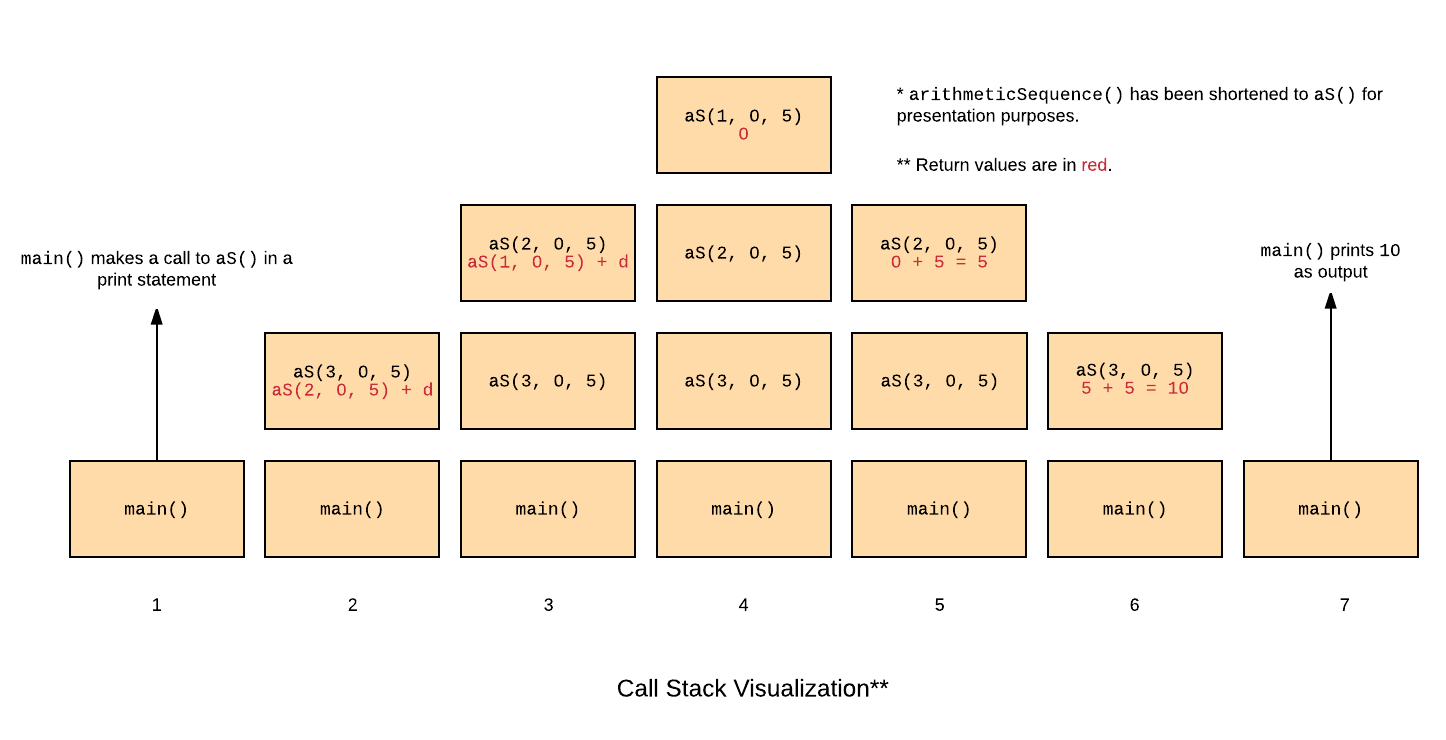 aS(1, 0, 5)
0
* arithmeticSequence() has been shortened to aS() for
presentation purposes.
** Return values are in red.
aS(2, 0, 5)
aS(1, 0, 5) + d
aS(2, 0, 5)
aS(2, 0, 5)
0 + 5 = 5
main() makes a call to aS() in a
print statement
main() prints 10
as output
aS(3, 0, 5)
aS(2, 0, 5) + d
aS(3, 0, 5)
aS(3, 0, 5)
aS(3, 0, 5)
aS(3, 0, 5)
5 + 5 = 10
main()
main()
main()
main()
main()
main()
main()
1
2
3
4
5
6
7
Call Stack Visualization**